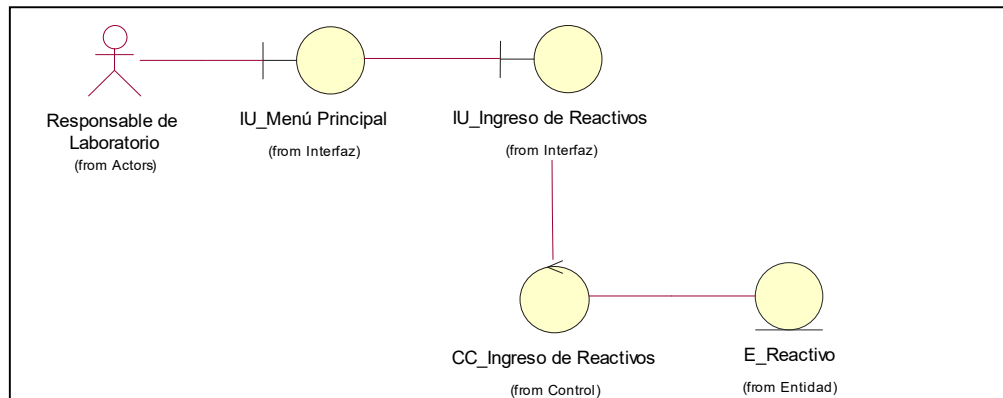 Responsable de
Laboratorio
(from Actors)
IU_Menú Principal
(from Interfaz)
IU_Ingreso de Reactivos
(from Interfaz)
CC_Ingreso de Reactivos
(from Control)
E_Reactivo
(from Entidad)